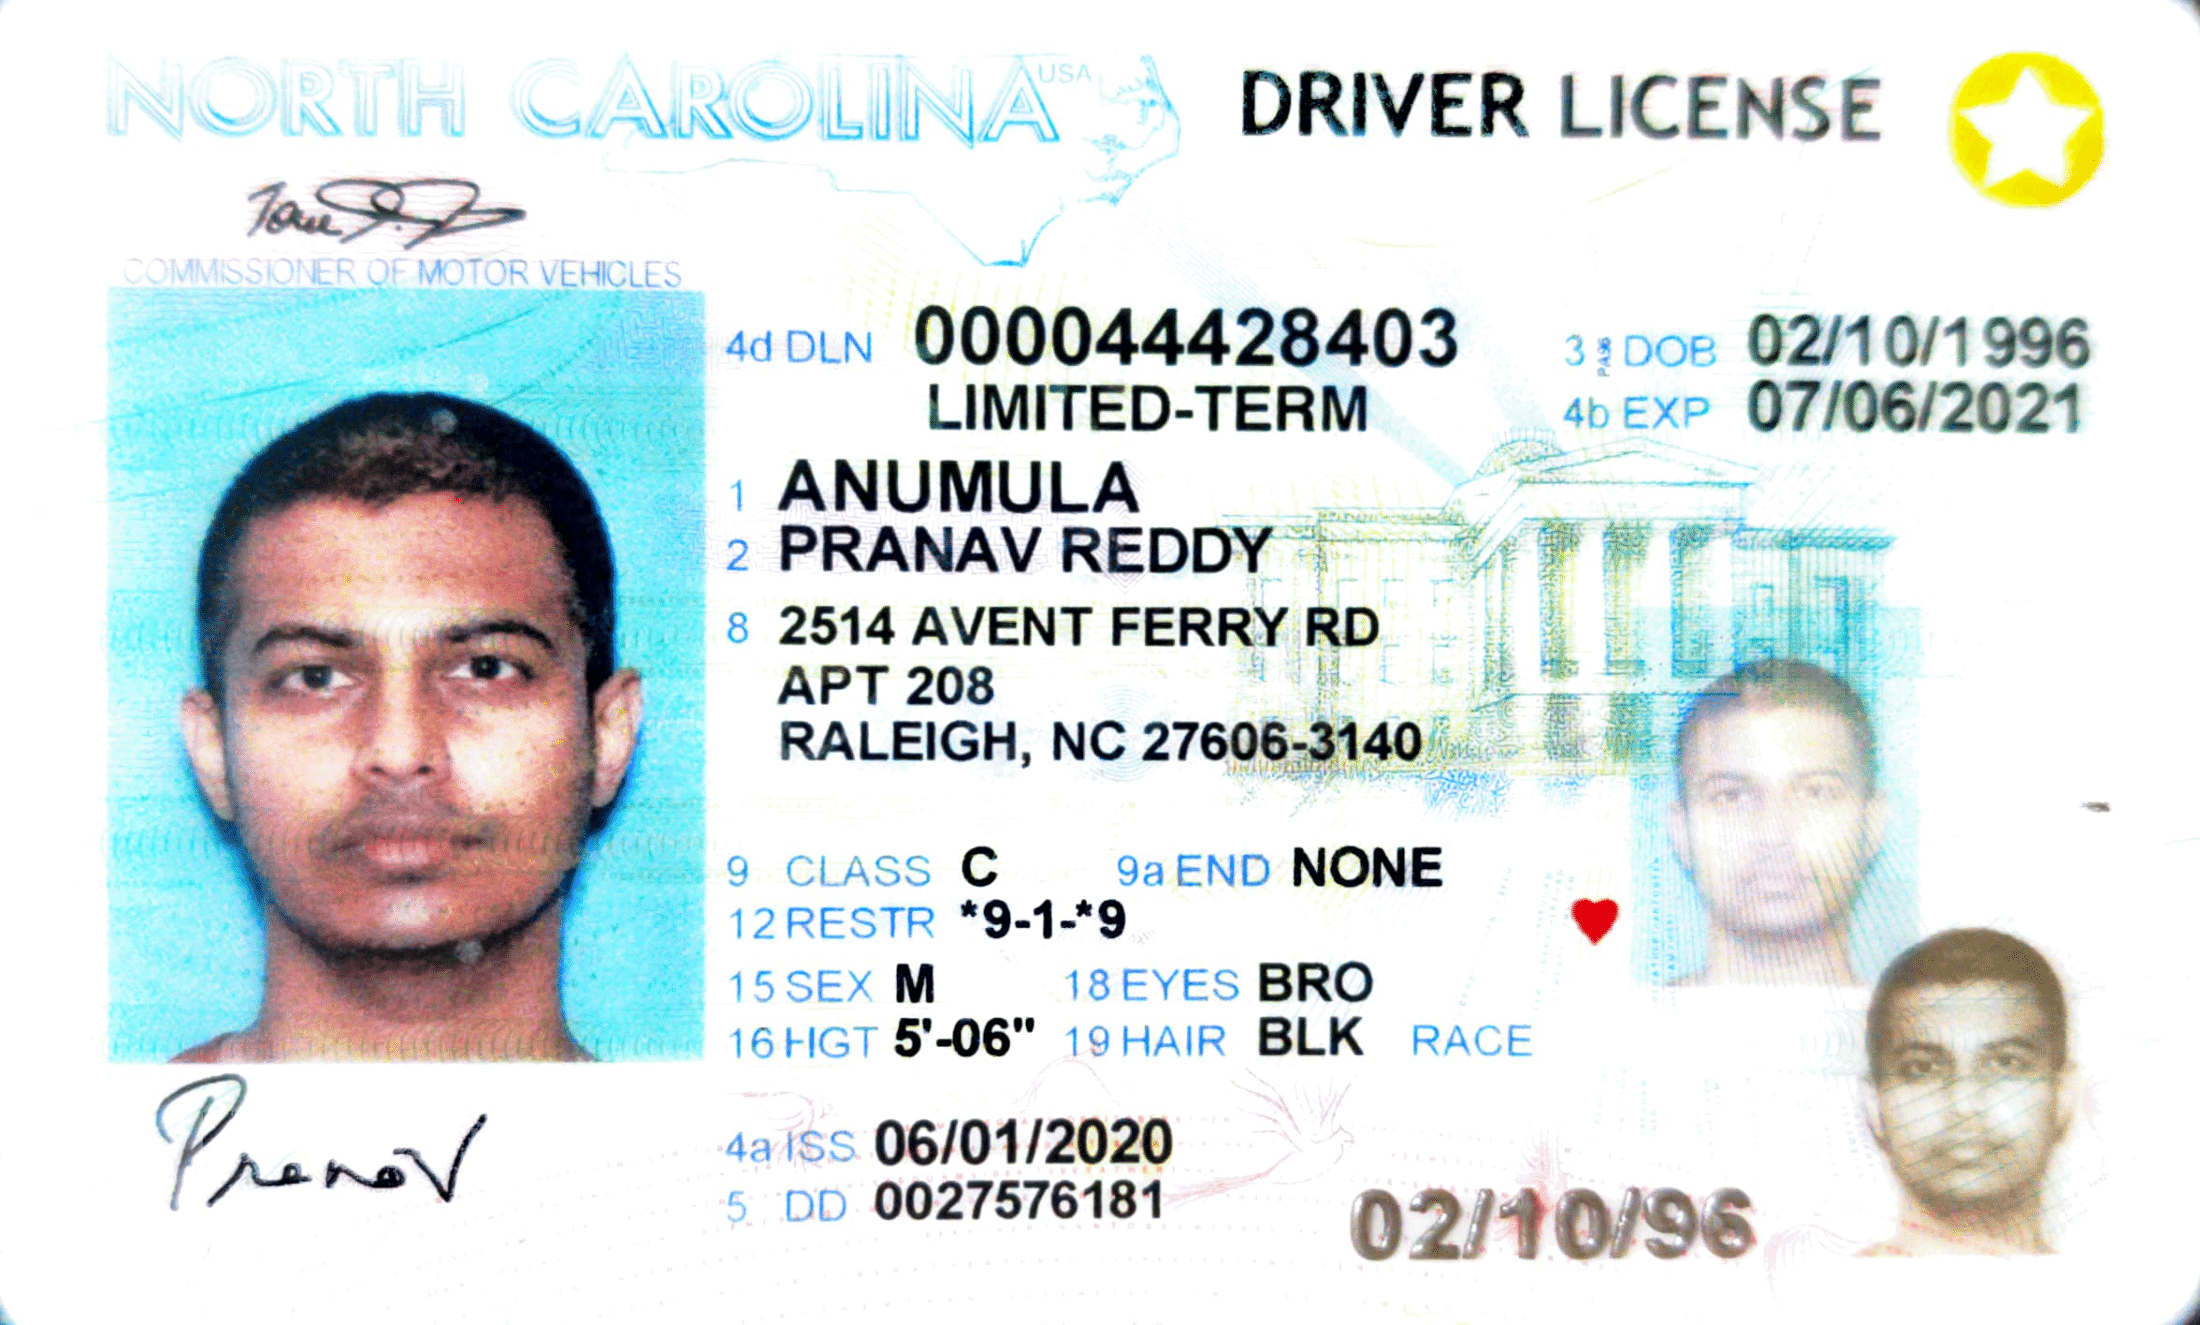 NORTH CAROLINA USA
DRIVER LICENSE
COMMISSIONER OF MOTOR VEHICLES
4d DLN 000044428403
LIMITED-TERM
3 DOB 02/10/1996
4b EXP 07/06/2021
1 ANUMULA
2 PRANAV REDDY
8 2514 AVENT FERRY RD
APT 208
RALEIGH, NC 27606-3140
9 CLASS C 9a END NONE
12 RESTR *9-1-*9
15 SEX M 18 EYES BRO
16 HGT 5'-06" 19 HAIR BLK RACE
4a ISS 06/01/2020
5 DD 0027576181
Pranav
02/10/96